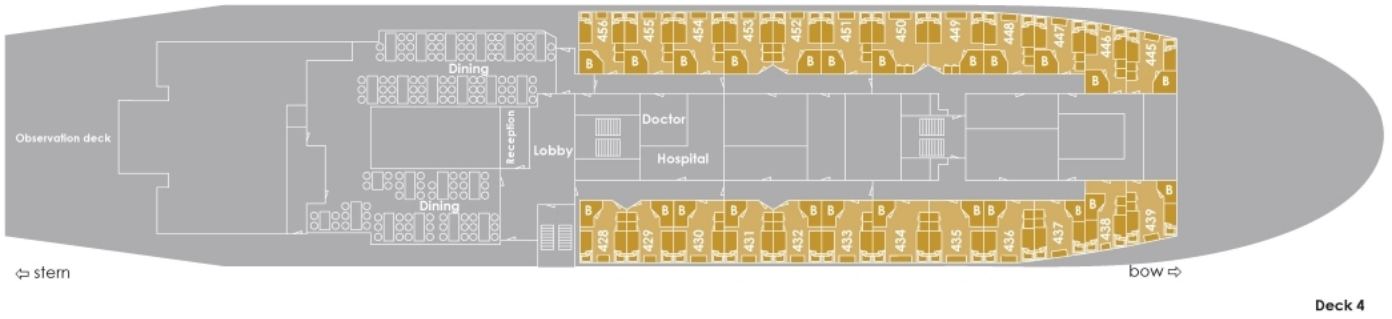 456 455 454 453 452 451 450 449 448 447 446 445
B B B B B B B B B B B B
Dining
Observation deck
Reception
Lobby
Doctor
Hospital
Dining
B B B B B B B B B B B B
428 429 430 431 432 433 434 435 436 437 438 439
⇦ stern
bow ⇨
Deck 4